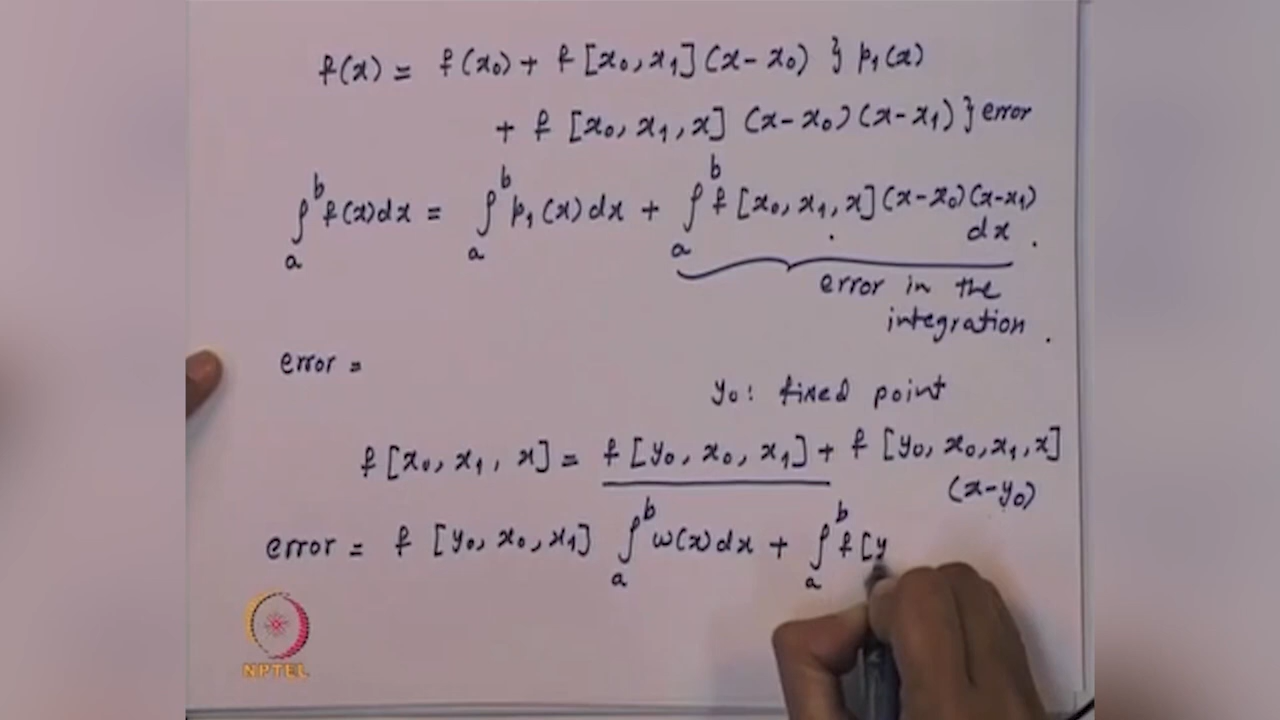 f(x) = f(x₀) + f [x₀, x₁] (x-x₀) } p₁(x)
+ f [x₀, x₁, x] (x-x₀)(x-x₁) } error
∫ₐᵇ f(x)dx = ∫ₐᵇ p₁(x)dx + ∫ₐᵇ f [x₀, x₁, x] (x-x₀)(x-x₁)
dx .
error in the
integration .
error =
y₀ : fixed point
f [x₀, x₁, x] = f [y₀, x₀, x₁] + f [y₀, x₀, x₁, x]
(x-y₀)
error = f [y₀, x₀, x₁] ∫ₐᵇ w(x)dx + ∫ₐᵇ f [y
NPTEL